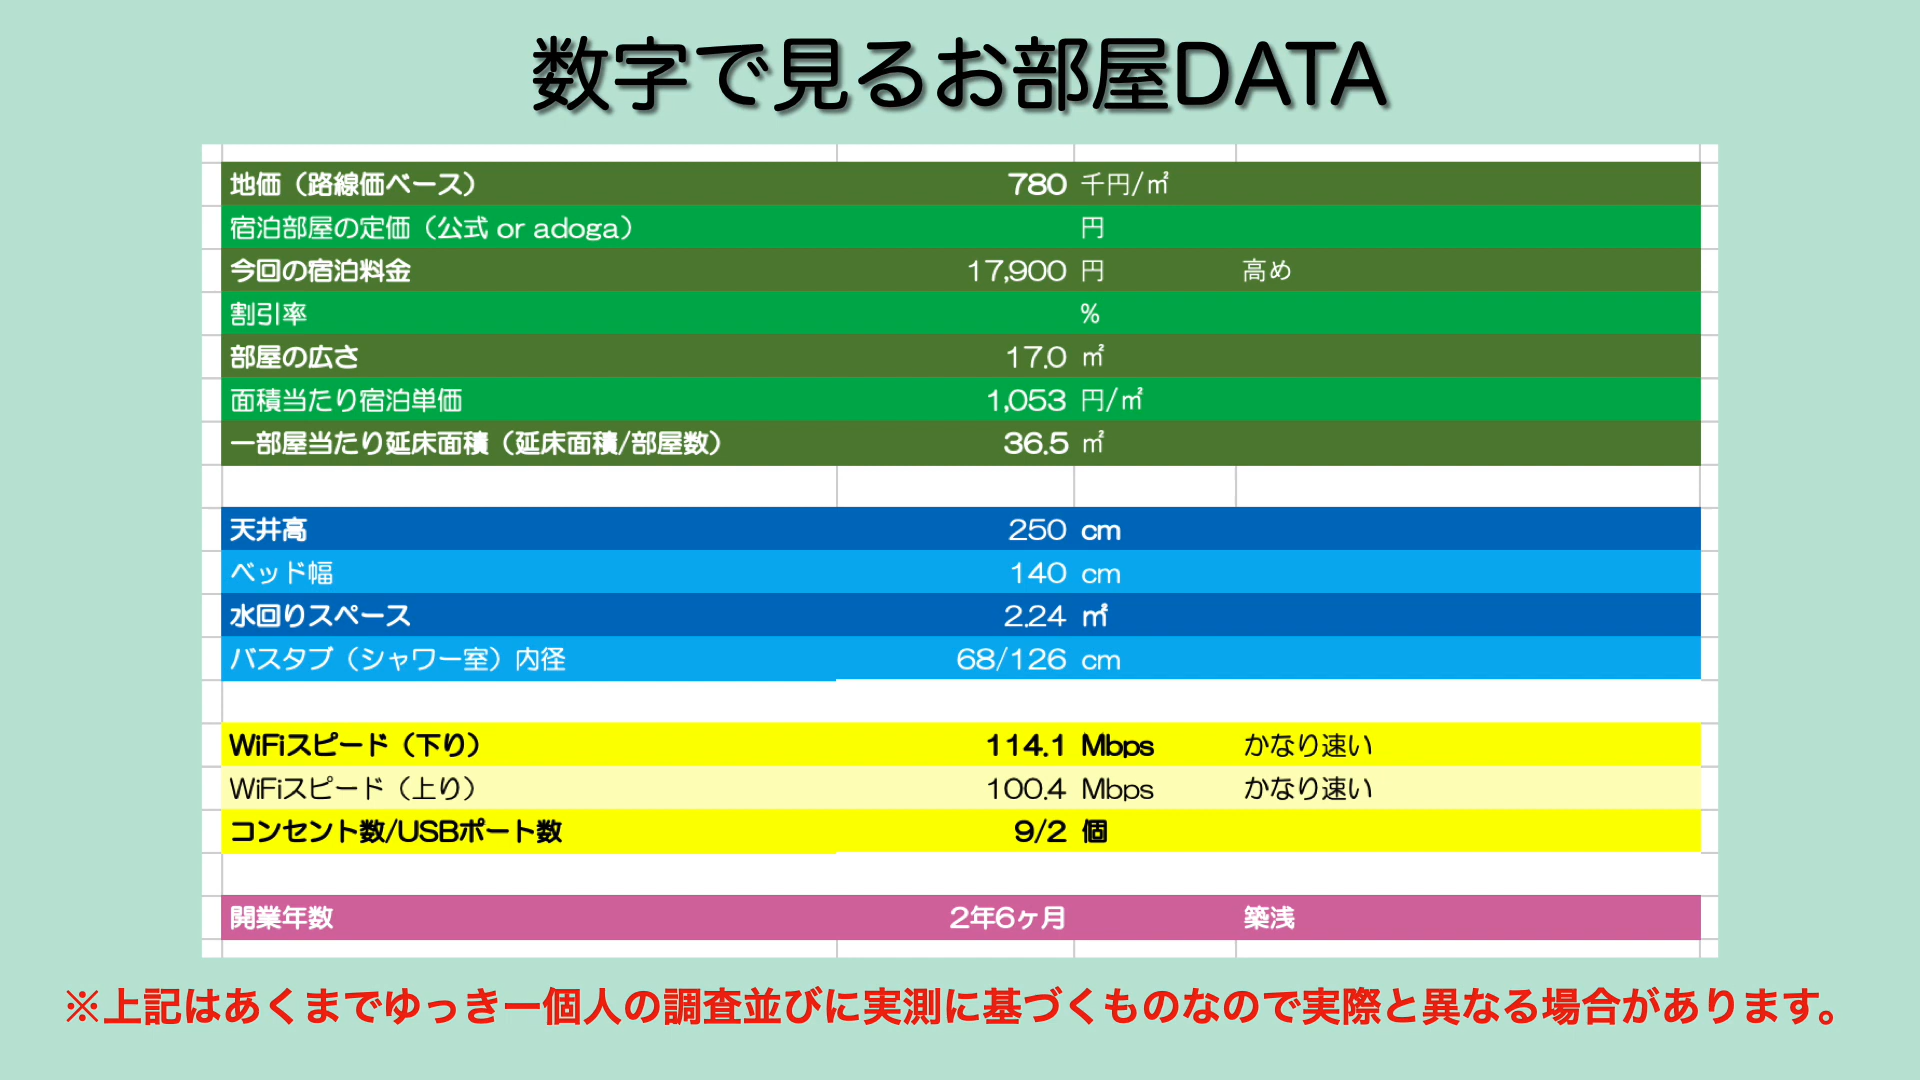 数字で見るお部屋DATA
地価（路線価ベース） 780 千円/㎡
宿泊部屋の定価（公式 or adoga） 円
今回の宿泊料金 17,900 円 高め
割引率 %
部屋の広さ 17.0 ㎡
面積当たり宿泊単価 1,053 円/㎡
一部屋当たり延床面積（延床面積/部屋数） 36.5 ㎡
天井高 250 cm
ベッド幅 140 cm
水回りスペース 2.24 ㎡
バスタブ（シャワー室）内径 68/126 cm
WiFiスピード（下り） 114.1 Mbps かなり速い
WiFiスピード（上り） 100.4 Mbps かなり速い
コンセント数/USBポート数 9/2 個
開業年数 2年6ヶ月 築浅
※上記はあくまでゆっきー個人の調査並びに実測に基づくものなので実際と異なる場合があります。